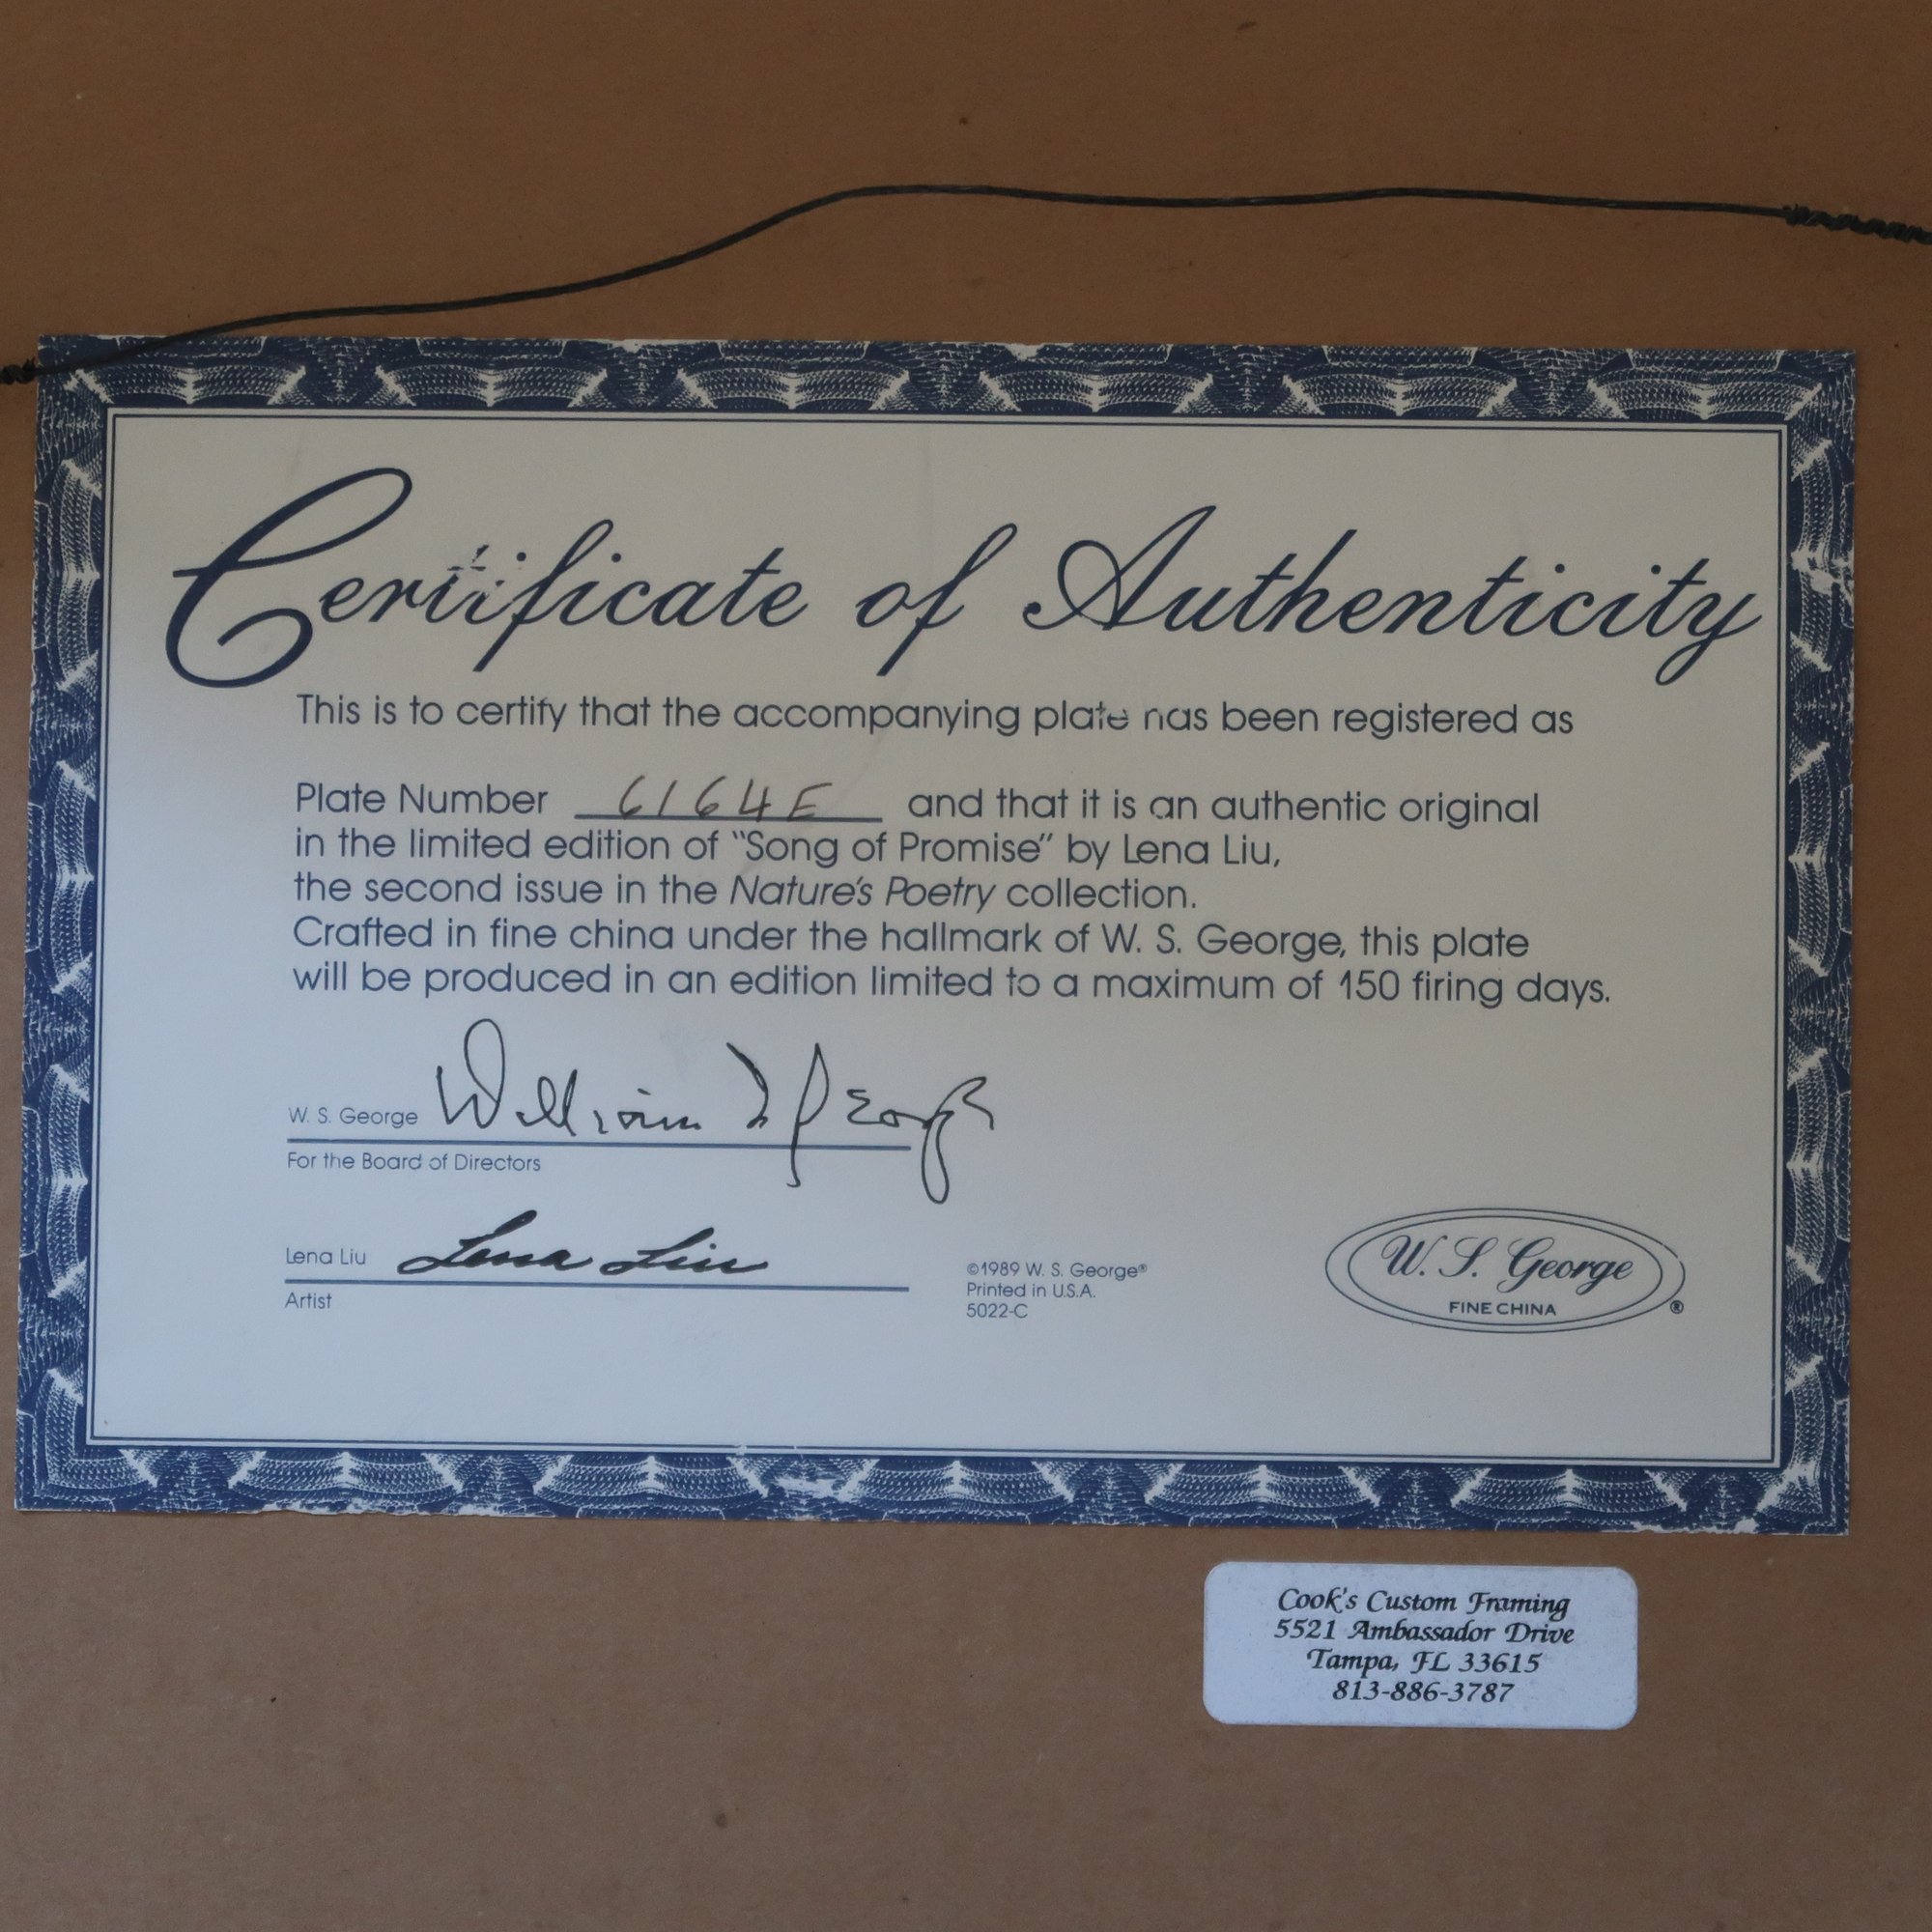 Certificate of Authenticity
This is to certify that the accompanying plate has been registered as
Plate Number 6164E and that it is an authentic original
in the limited edition of "Song of Promise" by Lena Liu,
the second issue in the Nature's Poetry collection.
Crafted in fine china under the hallmark of W. S. George, this plate
will be produced in an edition limited to a maximum of 150 firing days.
W. S. George William S George
For the Board of Directors
Lena Liu Lena Liu
Artist
©1989 W. S. George®
Printed in U.S.A.
5022-C
W. S. George
FINE CHINA ®
Cook's Custom Framing
5521 Ambassador Drive
Tampa, FL 33615
813-886-3787